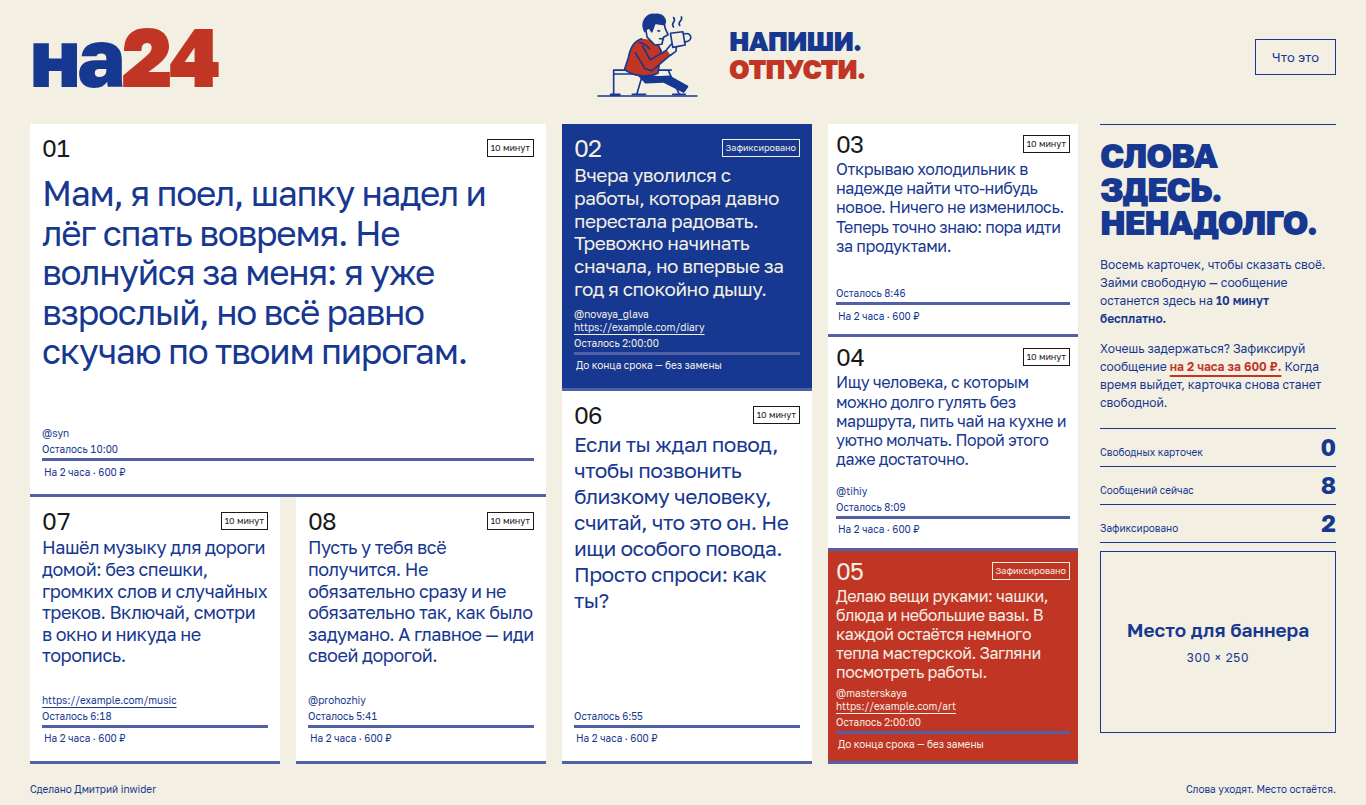 на24
НАПИШИ.
ОТПУСТИ.
Что это
01
10 минут
Мам, я поел, шапку надел и
лёг спать вовремя. Не
волнуйся за меня: я уже
взрослый, но всё равно
скучаю по твоим пирогам.
@syn
Осталось 10:00
На 2 часа · 600 ₽
02
Зафиксировано
Вчера уволился с
работы, которая давно
перестала радовать.
Тревожно начинать
сначала, но впервые за
год я спокойно дышу.
@novaya_glava
https://example.com/diary
Осталось 2:00:00
До конца срока — без замены
03
10 минут
Открываю холодильник в
надежде найти что-нибудь
новое. Ничего не изменилось.
Теперь точно знаю: пора идти
за продуктами.
Осталось 8:46
На 2 часа · 600 ₽
04
10 минут
Ищу человека, с которым
можно долго гулять без
маршрута, пить чай на кухне и
уютно молчать. Порой этого
даже достаточно.
@tihiy
Осталось 8:09
На 2 часа · 600 ₽
05
Зафиксировано
Делаю вещи руками: чашки,
блюда и небольшие вазы. В
каждой остаётся немного
тепла мастерской. Загляни
посмотреть работы.
@masterskaya
https://example.com/art
Осталось 2:00:00
До конца срока — без замены
06
10 минут
Если ты ждал повод,
чтобы позвонить
близкому человеку,
считай, что это он. Не
ищи особого повода.
Просто спроси: как
ты?
Осталось 6:55
На 2 часа · 600 ₽
07
10 минут
Нашёл музыку для дороги
домой: без спешки,
громких слов и случайных
треков. Включай, смотри
в окно и никуда не
торопись.
https://example.com/music
Осталось 6:18
На 2 часа · 600 ₽
08
10 минут
Пусть у тебя всё
получится. Не
обязательно сразу и не
обязательно так, как было
задумано. А главное — иди
своей дорогой.
@prohozhiy
Осталось 5:41
На 2 часа · 600 ₽
СЛОВА
ЗДЕСЬ.
НЕНАДОЛГО.
Восемь карточек, чтобы сказать своё.
Займи свободную — сообщение
останется здесь на 10 минут
бесплатно.
Хочешь задержаться? Зафиксируй
сообщение на 2 часа за 600 ₽. Когда
время выйдет, карточка снова станет
свободной.
Свободных карточек 0
Сообщений сейчас 8
Зафиксировано 2
Место для баннера
300 × 250
Сделано Дмитрий inwider
Слова уходят. Место остаётся.